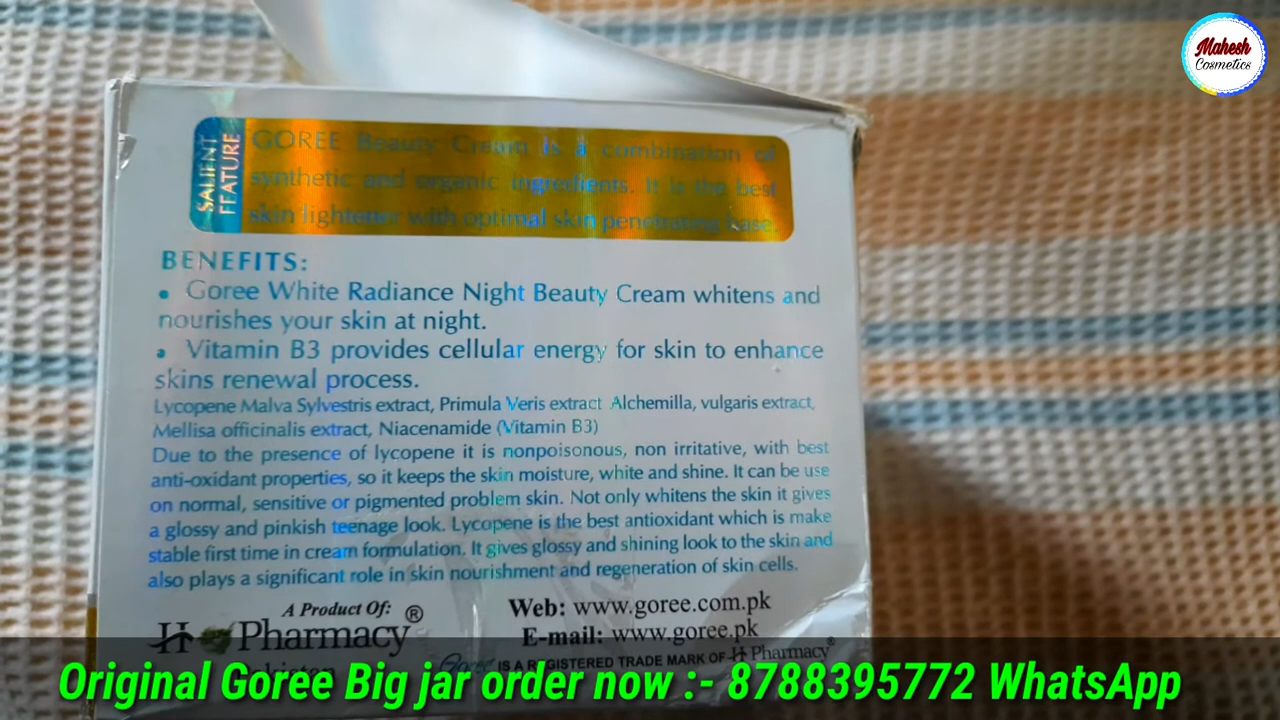 Mahesh
Cosmetics
SALIENT
FEATURE
GOREE Beauty Cream is a combination of
synthetic and organic ingredients. It is the best
skin lightener with optimal skin penetrating base.
BENEFITS:
• Goree White Radiance Night Beauty Cream whitens and
nourishes your skin at night.
• Vitamin B3 provides cellular energy for skin to enhance
skins renewal process.
Lycopene Malva Sylvestris extract, Primula Veris extract Alchemilla, vulgaris extract,
Mellisa officinalis extract, Niacenamide (Vitamin B3)
Due to the presence of lycopene it is nonpoisonous, non irritative, with best
anti-oxidant properties, so it keeps the skin moisture, white and shine. It can be use
on normal, sensitive or pigmented problem skin. Not only whitens the skin it gives
a glossy and pinkish teenage look. Lycopene is the best antioxidant which is make
stable first time in cream formulation. It gives glossy and shining look to the skin and
also plays a significant role in skin nourishment and regeneration of skin cells.
A Product Of:
H Pharmacy®
Web: www.goree.com.pk
E-mail: www.goree.pk
Goree IS A REGISTERED TRADE MARK OF H Pharmacy®
Original Goree Big jar order now :- 8788395772 WhatsApp